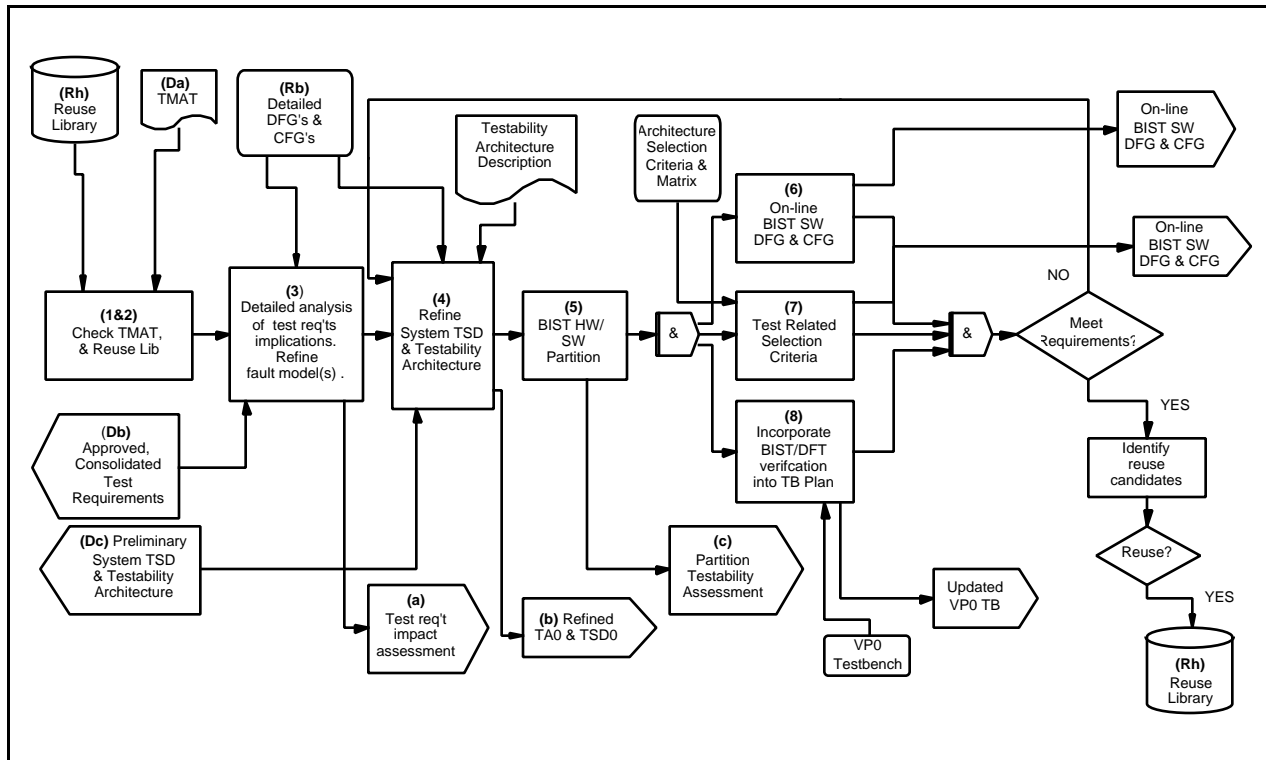 (Rh)
Reuse
Library
(Da)
TMAT
(Rb)
Detailed
DFG's &
CFG's
Testability
Architecture
Description
Architecture
Selection
Criteria &
Matrix
On-line
BIST SW
DFG & CFG
(6)
On-line
BIST SW
DFG & CFG
On-line
BIST SW
DFG & CFG
(1&2)
Check TMAT,
& Reuse Lib
(3)
Detailed analysis
of test req'ts
implications.
Refine
fault model(s) .
(4)
Refine
System TSD
& Testability
Architecture
(5)
BIST HW/
SW
Partition
&
(7)
Test Related
Selection
Criteria
&
NO
Meet
Requirements?
YES
(Db)
Approved,
Consolidated
Test
Requirements
(8)
Incorporate
BIST/DFT
verifcation
into TB Plan
Identify
reuse
candidates
(Dc) Preliminary
System TSD
& Testability
Architecture
(c)
Partition
Testability
Assessment
Reuse?
YES
(a)
Test req't
impact
assessment
(b) Refined
TA0 & TSD0
Updated
VP0 TB
VP0
Testbench
(Rh)
Reuse
Library